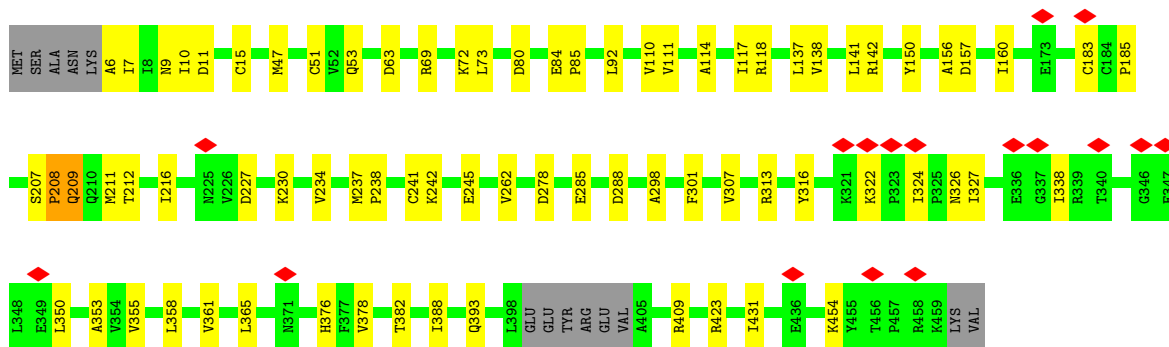 MET SER ALA ASN LYS A6 I7 I8 N9 I10 D11 C15 M47 C51 V52 Q53 D63 R69 K72 L73 D80 E84 P85 L92 V110 V111 A114 I117 R118 L137 V138 L141 R142 Y150 A156 D157 I160 E173 C183 C184 P185
S207 P208 Q209 Q210 M211 T212 I216 N225 V226 D227 K230 V234 M237 P238 C241 K242 E245 V262 D278 E285 D288 A298 F301 V307 R313 Y316 K321 K322 P323 I324 P325 N326 I327 E336 G337 I338 R339 T340 G346
L348 E349 L350 A353 V354 V355 L358 V361 L365 N371 H376 F377 V378 T382 I388 Q393 L398 GLU GLU TYR ARG GLU VAL A405 R409 R423 I431 E436 K454 Y455 T456 P457 R458 K459 LYS VAL